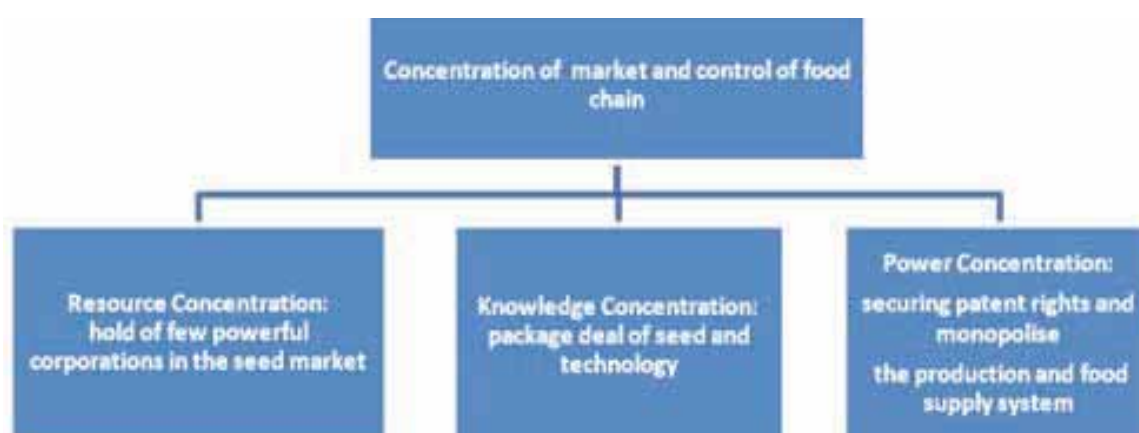 Concentration of market and control of food
chain
Resource Concentration:
hold of few powerful
corporations in the seed market
Knowledge Concentration:
package deal of seed and
technology
Power Concentration:
securing patent rights and
monopolise
the production and food
supply system